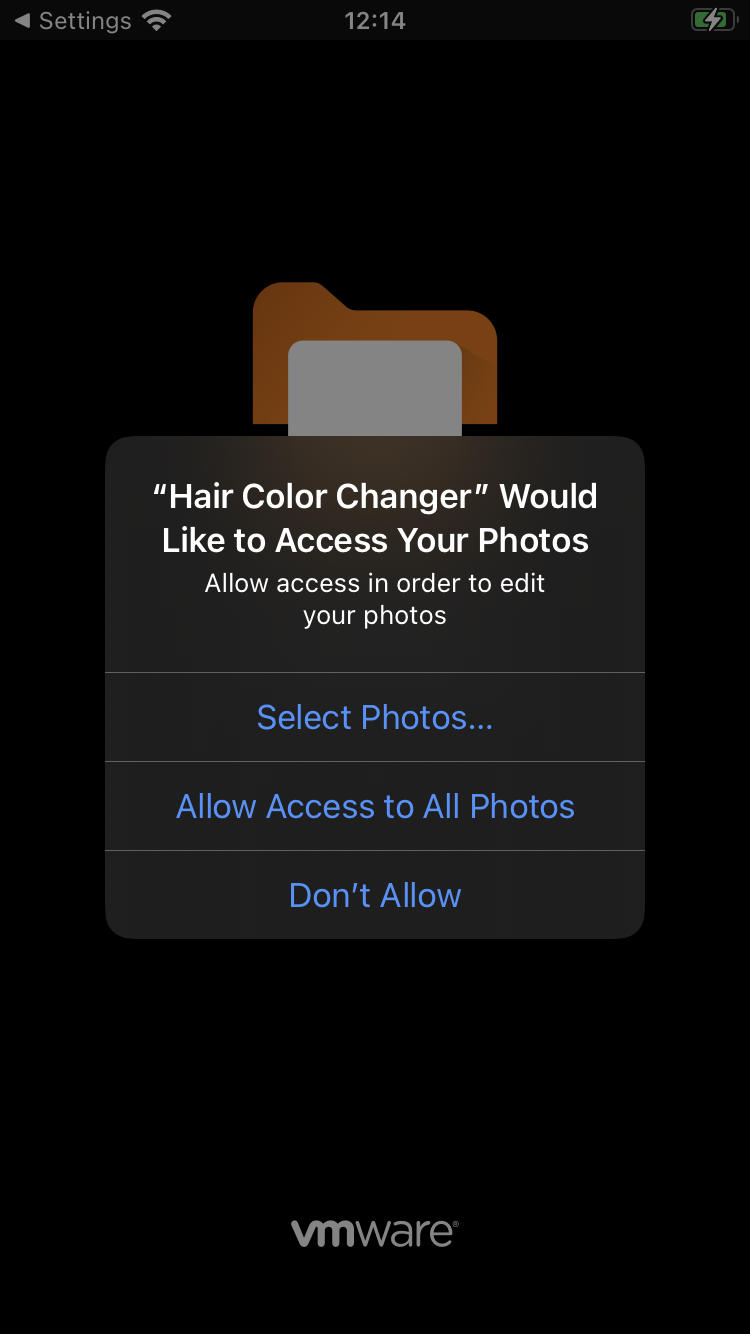 Settings
12:14
“Hair Color Changer” Would
Like to Access Your Photos
Allow access in order to edit
your photos
Select Photos...
Allow Access to All Photos
Don’t Allow
vmware®